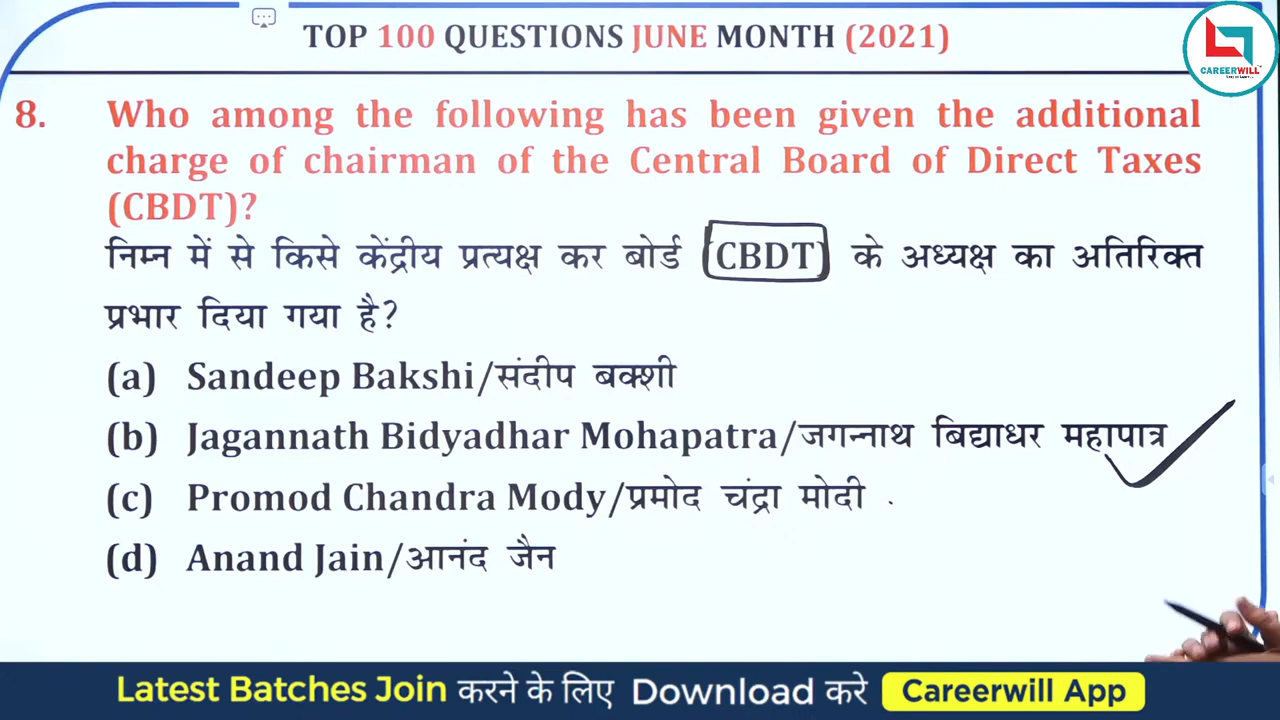 TOP 100 QUESTIONS JUNE MONTH (2021)
CAREERWILL
8. Who among the following has been given the additional
charge of chairman of the Central Board of Direct Taxes
(CBDT)?
निम्न में से किसे केंद्रीय प्रत्यक्ष कर बोर्ड (CBDT) के अध्यक्ष का अतिरिक्त
प्रभार दिया गया है?
(a) Sandeep Bakshi/संदीप बक्शी
(b) Jagannath Bidyadhar Mohapatra/जगन्नाथ बिद्याधर महापात्र
(c) Promod Chandra Mody/प्रमोद चंद्रा मोदी
(d) Anand Jain/आनंद जैन
Latest Batches Join करने के लिए Download करे Careerwill App